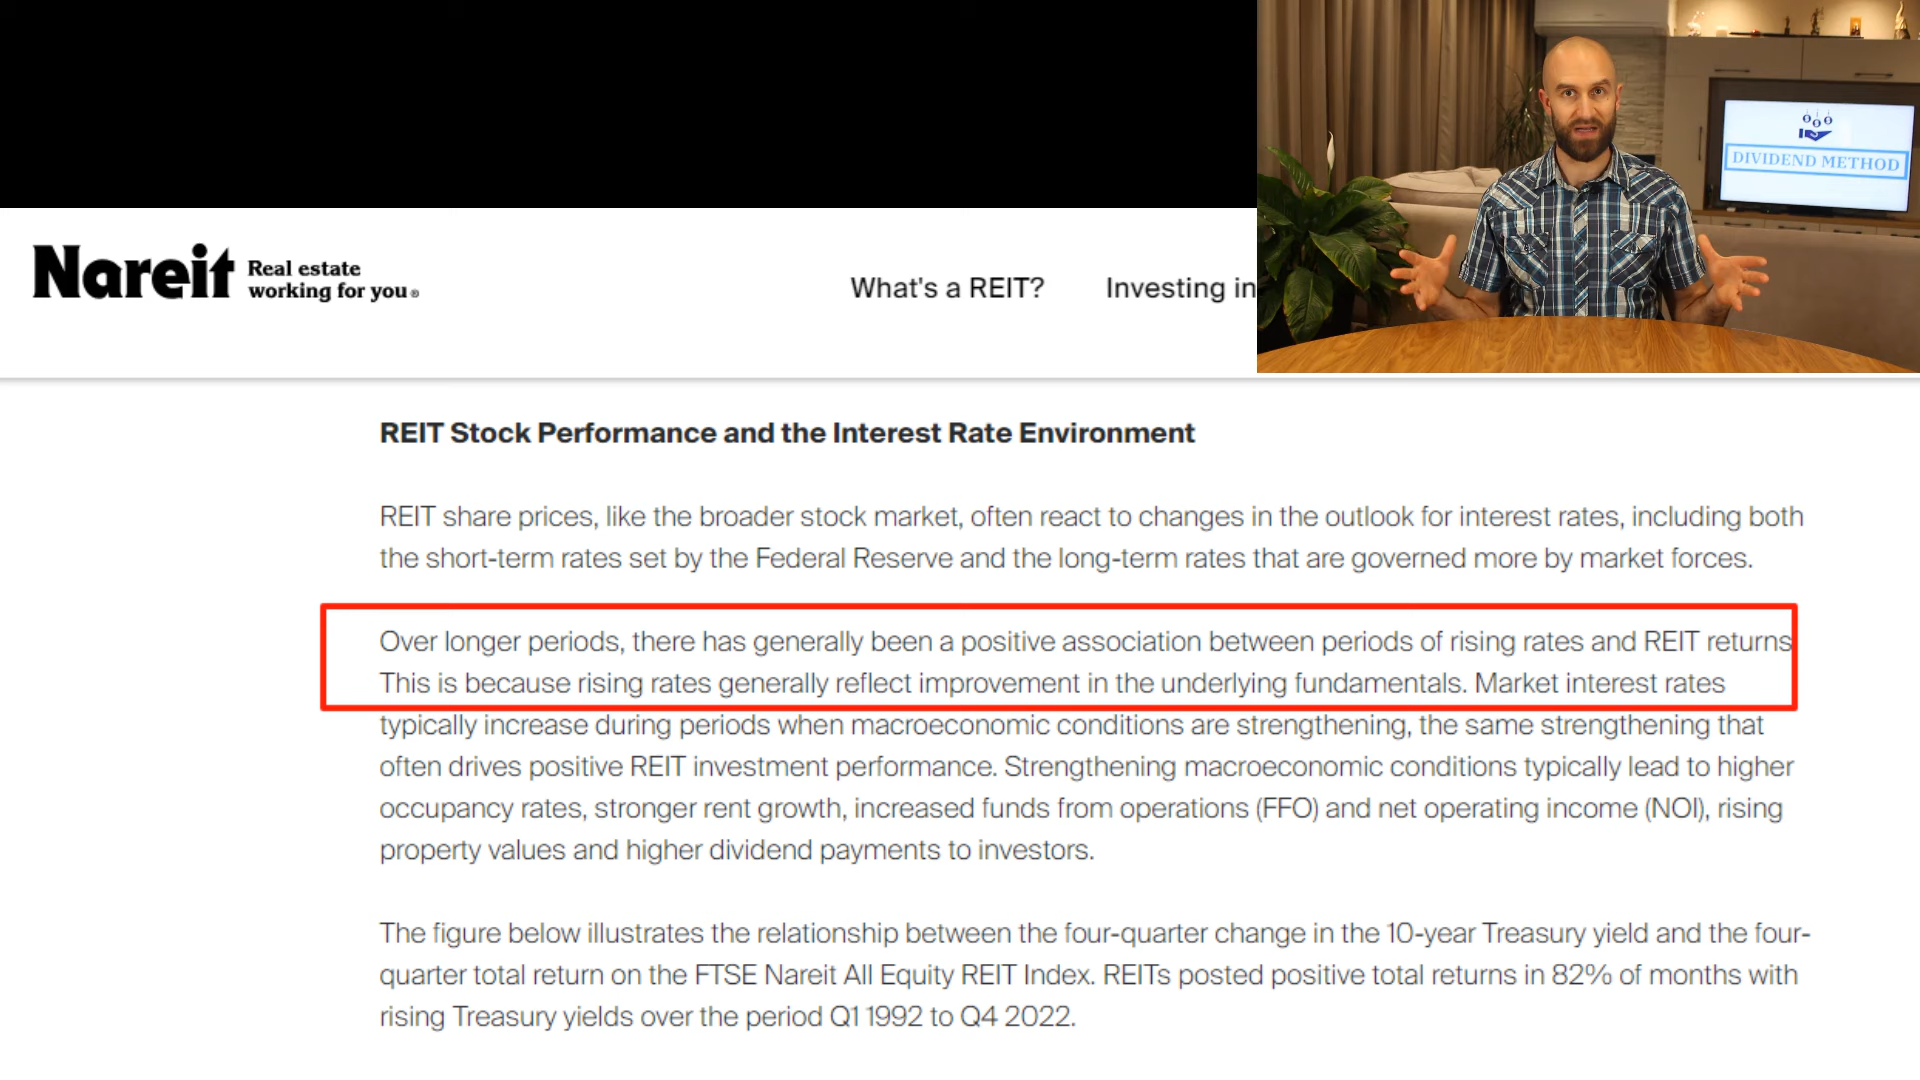 Nareit
Real estate
working for you®
What's a REIT?
Investing in
DIVIDEND METHOD
REIT Stock Performance and the Interest Rate Environment
REIT share prices, like the broader stock market, often react to changes in the outlook for interest rates, including both
the short-term rates set by the Federal Reserve and the long-term rates that are governed more by market forces.
Over longer periods, there has generally been a positive association between periods of rising rates and REIT returns
This is because rising rates generally reflect improvement in the underlying fundamentals. Market interest rates
typically increase during periods when macroeconomic conditions are strengthening, the same strengthening that
often drives positive REIT investment performance. Strengthening macroeconomic conditions typically lead to higher
occupancy rates, stronger rent growth, increased funds from operations (FFO) and net operating income (NOI), rising
property values and higher dividend payments to investors.
The figure below illustrates the relationship between the four-quarter change in the 10-year Treasury yield and the four-
quarter total return on the FTSE Nareit All Equity REIT Index. REITs posted positive total returns in 82% of months with
rising Treasury yields over the period Q1 1992 to Q4 2022.